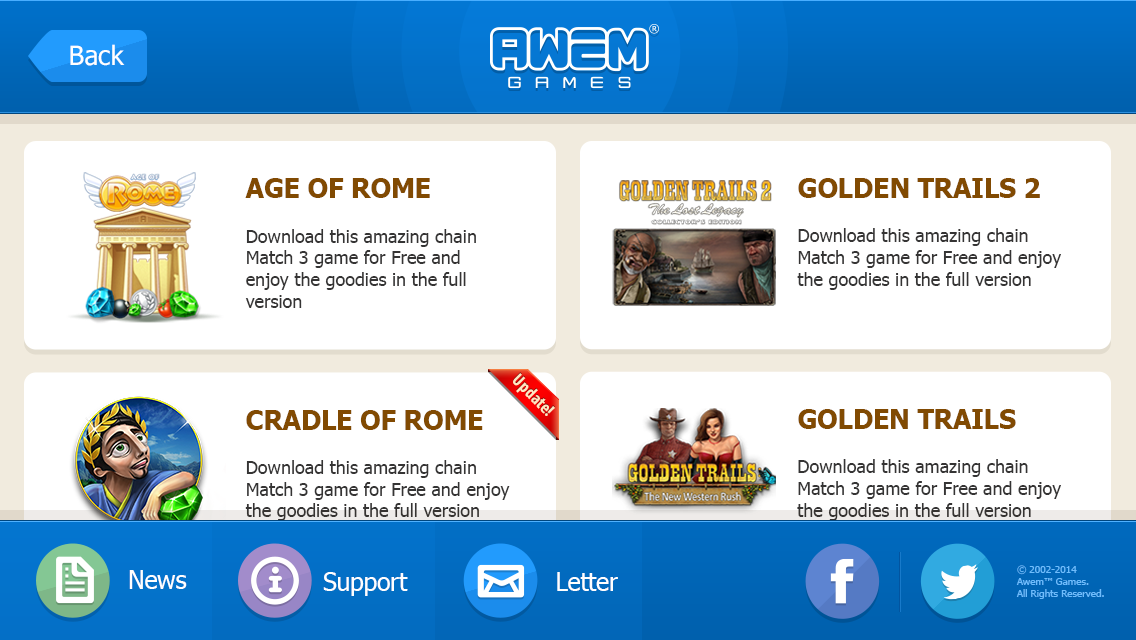 Back
AWEM®
GAMES
AGE OF
ROME
AGE OF ROME
Download this amazing chain
Match 3 game for Free and
enjoy the goodies in the full
version
GOLDEN TRAILS 2
The Lost Legacy
COLLECTOR'S EDITION
GOLDEN TRAILS 2
Download this amazing chain
Match 3 game for Free and enjoy
the goodies in the full version
Update!
CRADLE OF ROME
Download this amazing chain
Match 3 game for Free and enjoy
the goodies in the full version
GOLDEN TRAILS
The New Western Rush
GOLDEN TRAILS
Download this amazing chain
Match 3 game for Free and enjoy
the goodies in the full version
News
Support
Letter
© 2002-2014
Awem™ Games.
All Rights Reserved.